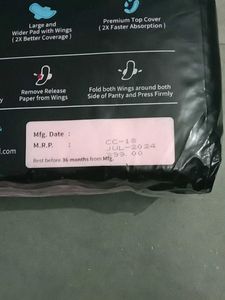 Large and
Wider Pad with Wings
( 2X Better Coverage )
Premium Top Cover
( 2X Faster Absorption )
Remove Release
Paper from Wings
Fold both Wings around both
Side of Panty and Press Firmly
Mfg. Date :
M.R.P. :
CC-18
JUL-2024
299.00
Best before 36 months from Mfg.
.com